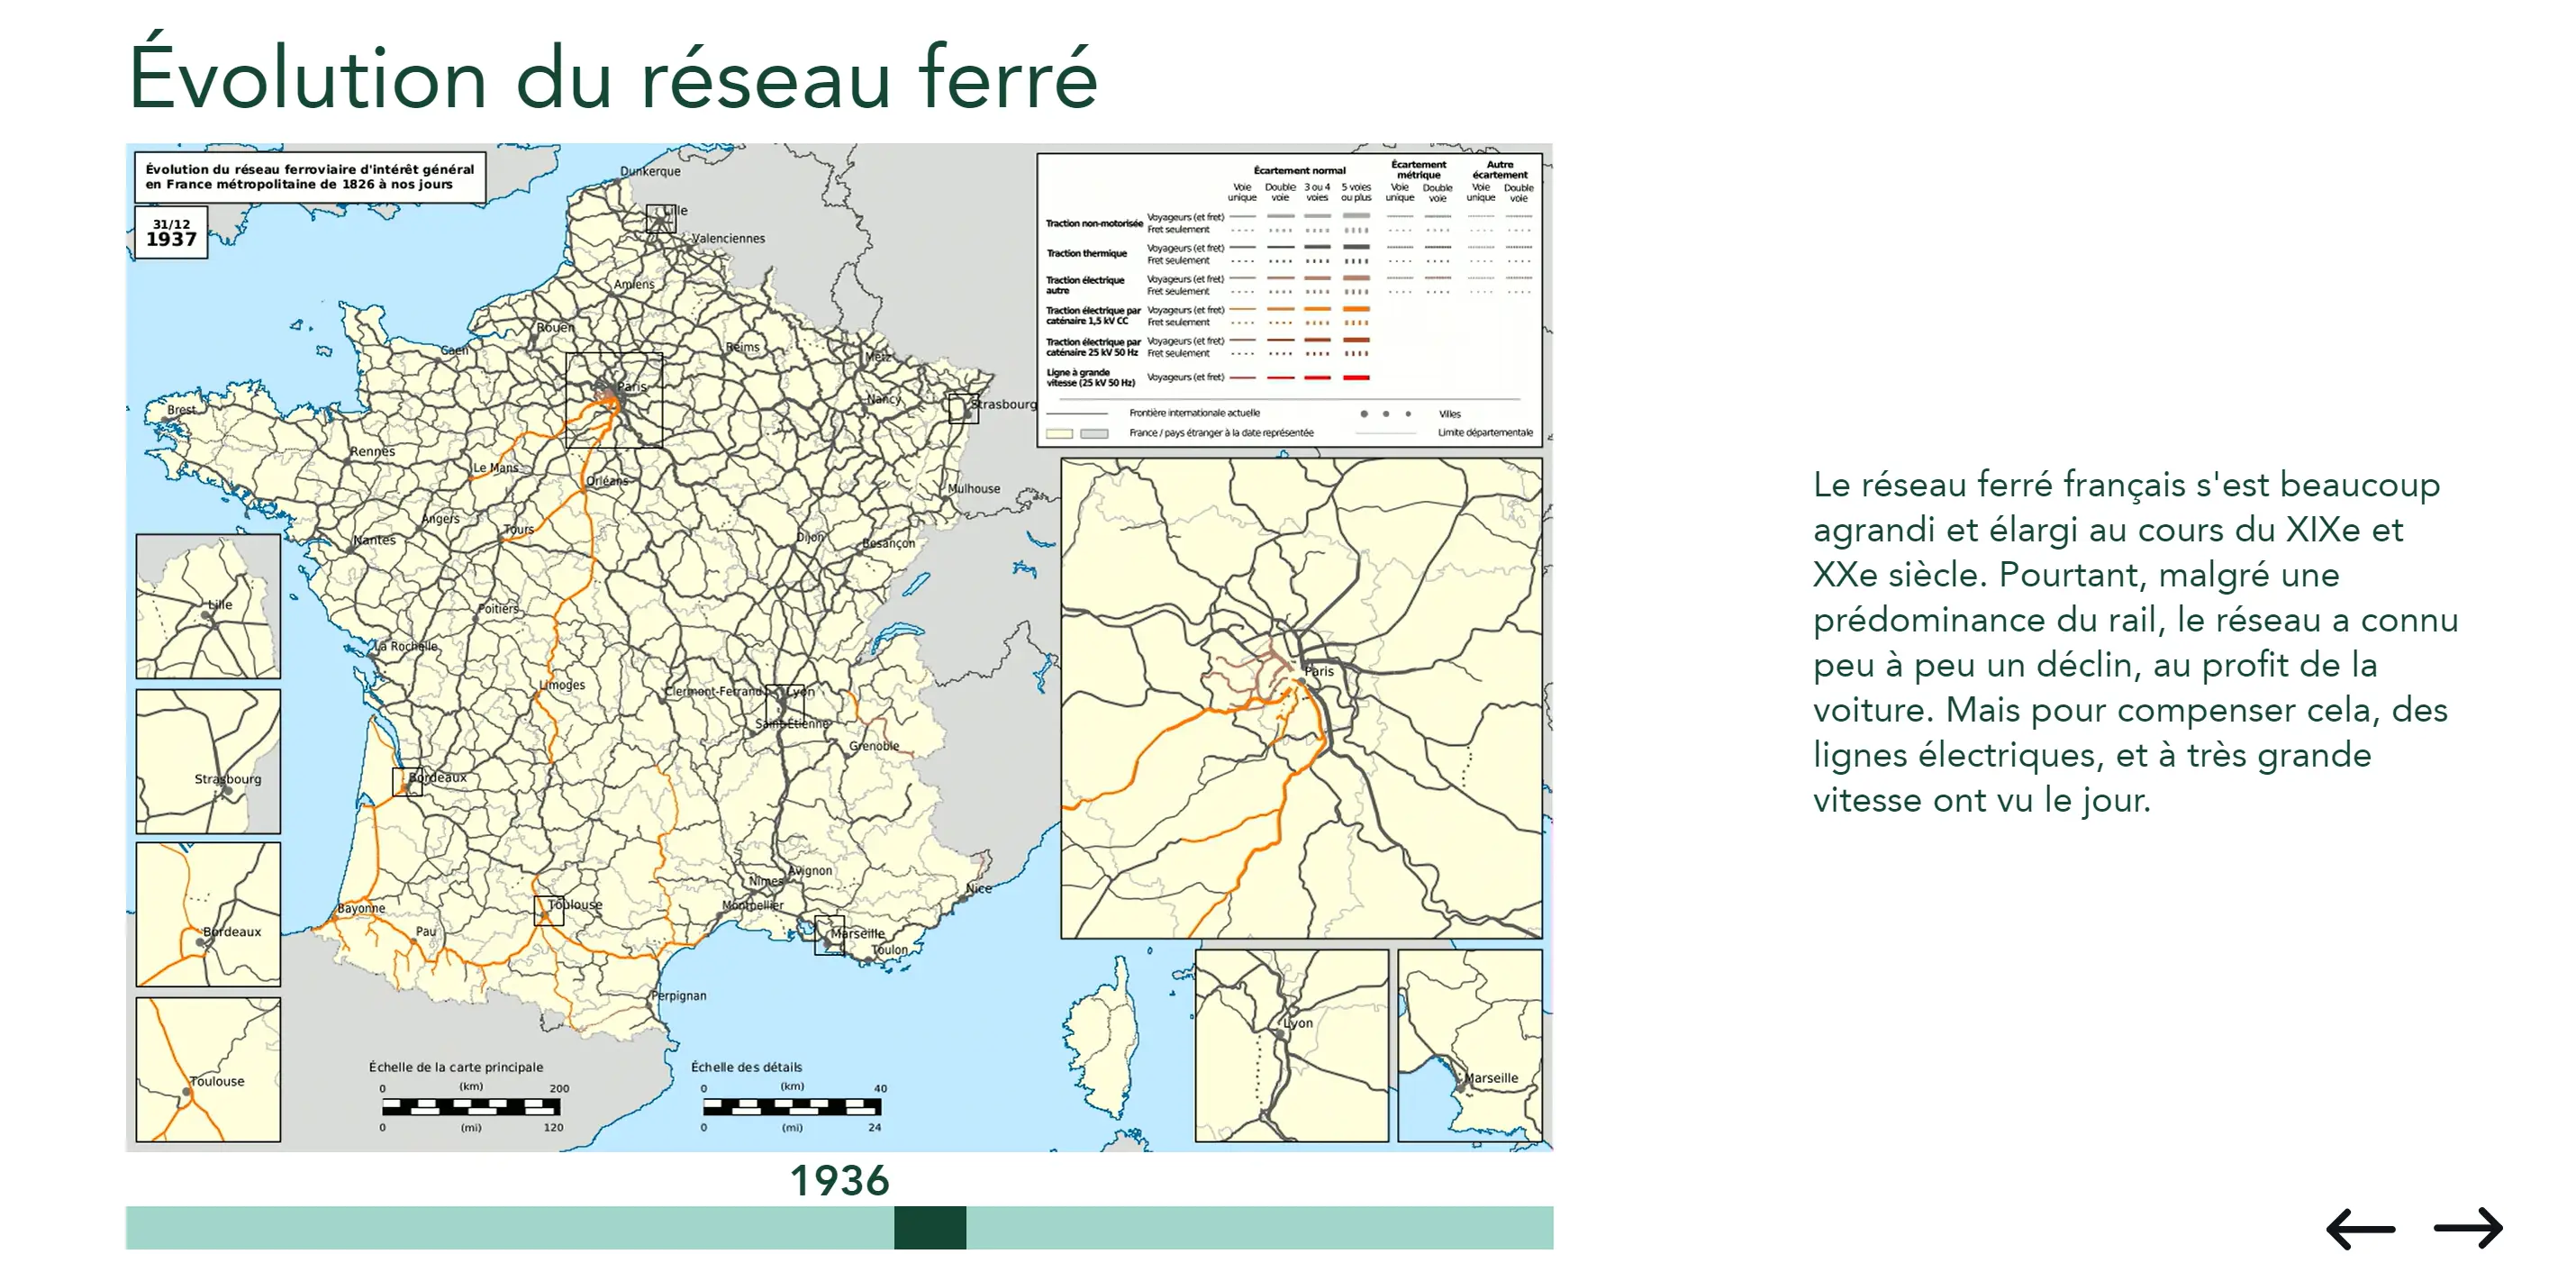 Évolution du réseau ferré
Évolution du réseau ferroviaire d'intérêt général
en France métropolitaine de 1826 à nos jours
31/12
1937
Écartement normal
Écartement
métrique
Autre
écartement
Voie
unique
Double
voie
3 ou 4
voies
5 voies
ou plus
Voie
unique
Double
voie
Voie
unique
Double
voie
Traction non-motorisée
Voyageurs (et fret)
Fret seulement
Traction thermique
Voyageurs (et fret)
Fret seulement
Traction électrique
autre
Voyageurs (et fret)
Fret seulement
Traction électrique par
caténaire 1,5 kV CC
Voyageurs (et fret)
Fret seulement
Traction électrique par
caténaire 25 kV 50 Hz
Voyageurs (et fret)
Fret seulement
Ligne à grande
vitesse (25 kV 50 Hz)
Voyageurs (et fret)
Frontière internationale actuelle
Villes
France / pays étranger à la date représentée
Limite départementale
Dunkerque
Lille
Valenciennes
Amiens
Rouen
Caen
Reims
Metz
Paris
Nancy
Strasbourg
Brest
Rennes
Le Mans
Orléans
Mulhouse
Angers
Tours
Nantes
Dijon
Besançon
Poitiers
La Rochelle
Limoges
Clermont-Ferrand
Lyon
Saint-Étienne
Grenoble
Bordeaux
Avignon
Nîmes
Nice
Bayonne
Toulouse
Montpellier
Pau
Marseille
Toulon
Perpignan
Lille
Strasbourg
Bordeaux
Toulouse
Paris
Lyon
Marseille
Échelle de la carte principale
0 (km) 200
0 (mi) 120
Échelle des détails
0 (km) 40
0 (mi) 24
1936
Le réseau ferré français s'est beaucoup
agrandi et élargi au cours du XIXe et
XXe siècle. Pourtant, malgré une
prédominance du rail, le réseau a connu
peu à peu un déclin, au profit de la
voiture. Mais pour compenser cela, des
lignes électriques, et à très grande
vitesse ont vu le jour.